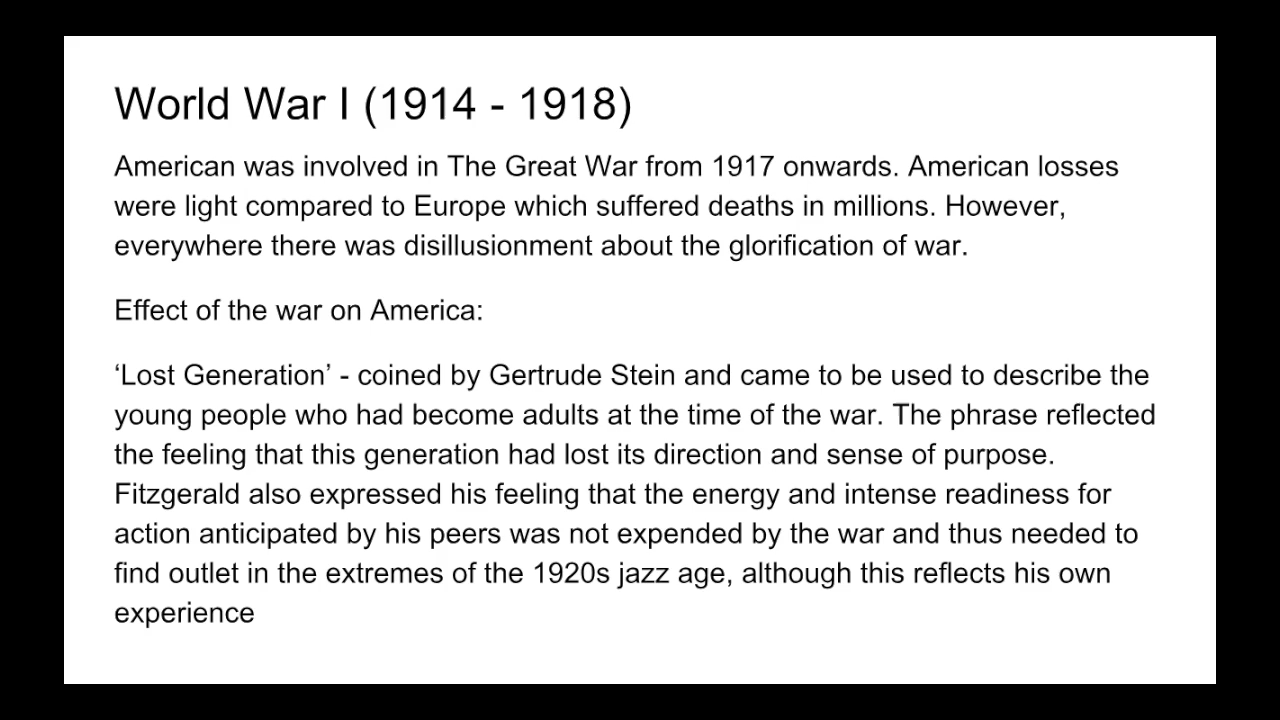 World War I (1914 - 1918)
American was involved in The Great War from 1917 onwards. American losses
were light compared to Europe which suffered deaths in millions. However,
everywhere there was disillusionment about the glorification of war.
Effect of the war on America:
‘Lost Generation’ - coined by Gertrude Stein and came to be used to describe the
young people who had become adults at the time of the war. The phrase reflected
the feeling that this generation had lost its direction and sense of purpose.
Fitzgerald also expressed his feeling that the energy and intense readiness for
action anticipated by his peers was not expended by the war and thus needed to
find outlet in the extremes of the 1920s jazz age, although this reflects his own
experience